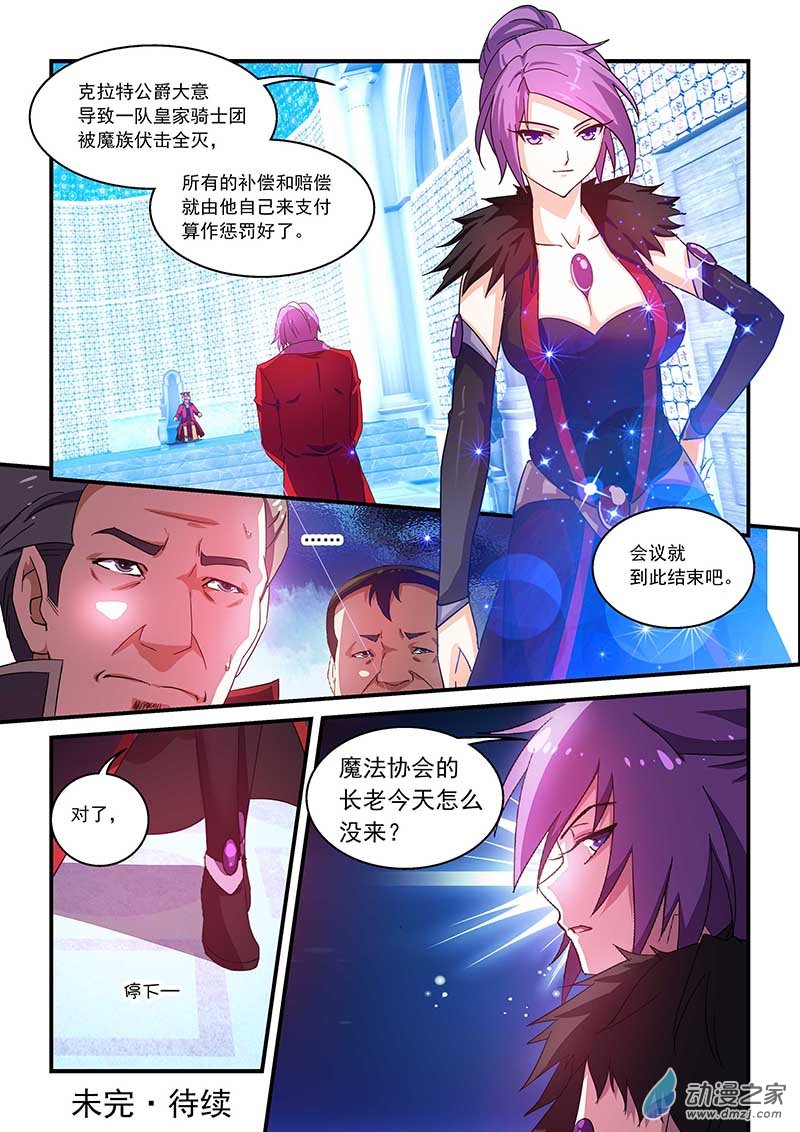 克拉特公爵大意
导致一队皇家骑士团
被魔族伏击全灭，
所有的补偿和赔偿
就由他自己来支付
算作惩罚好了。
……
会议就
到此结束吧。
对了，
魔法协会的
长老今天怎么
没来？
停下—
未完·待续
动漫之家
www.dmzj.com